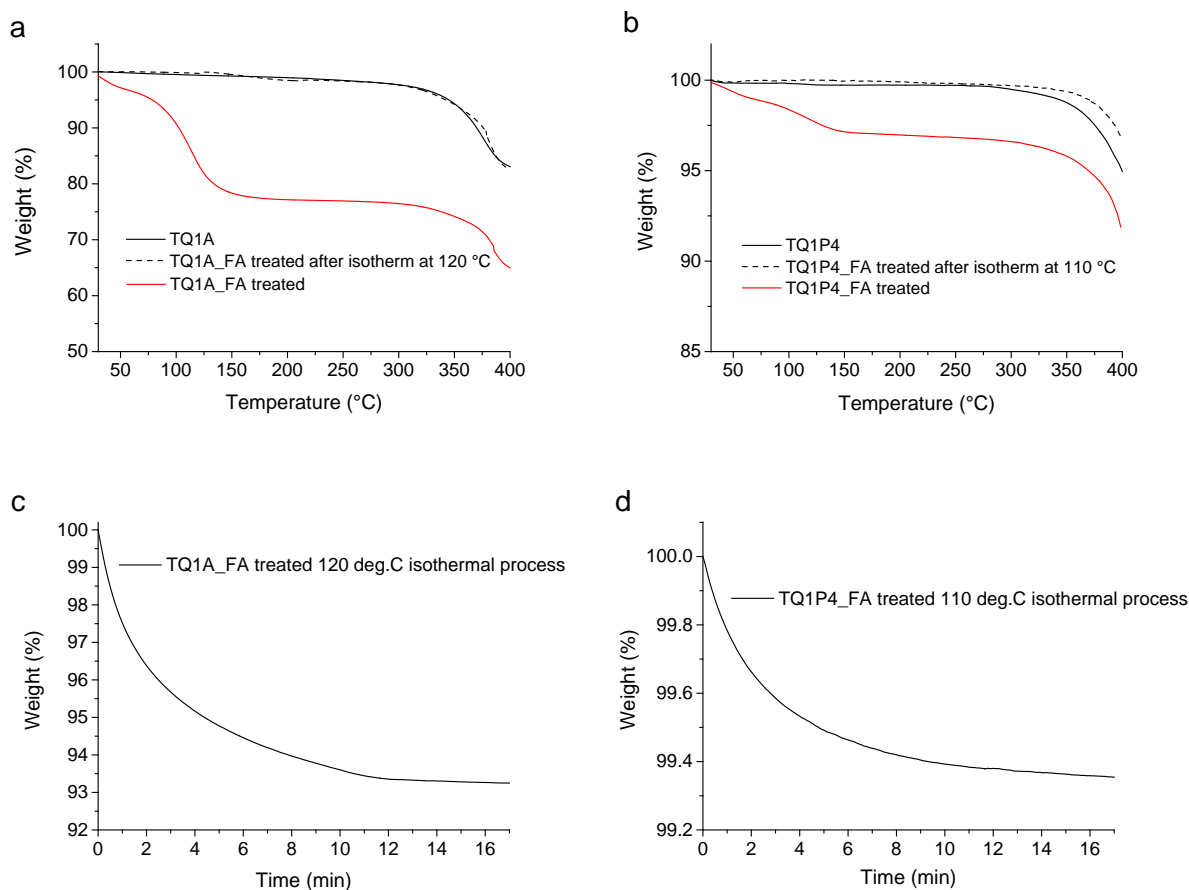 a
100
90
80
70
60
50
Weight (%)
TQ1A
TQ1A_FA treated after isotherm at 120 °C
TQ1A_FA treated
50 100 150 200 250 300 350 400
Temperature (°C)
b
100
95
90
85
Weight (%)
TQ1P4
TQ1P4_FA treated after isotherm at 110 °C
TQ1P4_FA treated
50 100 150 200 250 300 350 400
Temperature (°C)
c
100
99
98
97
96
95
94
93
92
Weight (%)
TQ1A_FA treated 120 deg.C isothermal process
0 2 4 6 8 10 12 14 16
Time (min)
d
100.0
99.8
99.6
99.4
99.2
Weight (%)
TQ1P4_FA treated 110 deg.C isothermal process
0 2 4 6 8 10 12 14 16
Time (min)